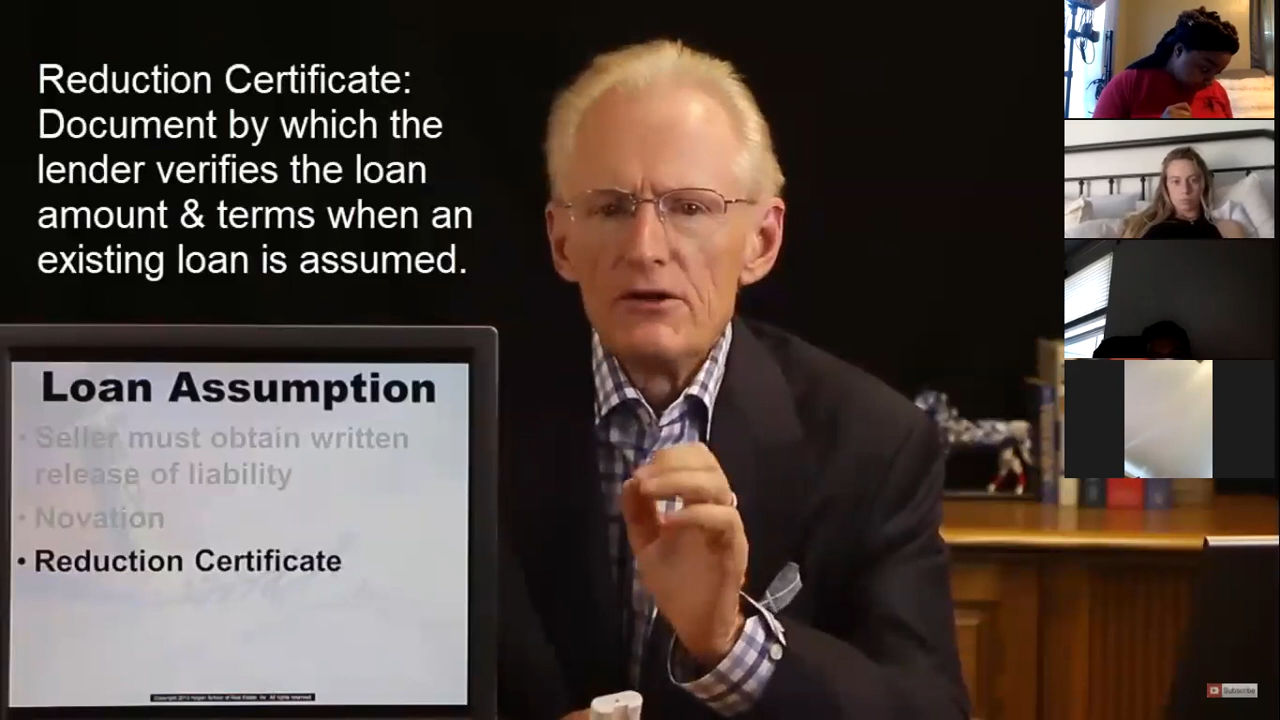 Reduction Certificate:
Document by which the
lender verifies the loan
amount & terms when an
existing loan is assumed.
Loan Assumption
• Seller must obtain written
release of liability
• Novation
• Reduction Certificate
Subscribe